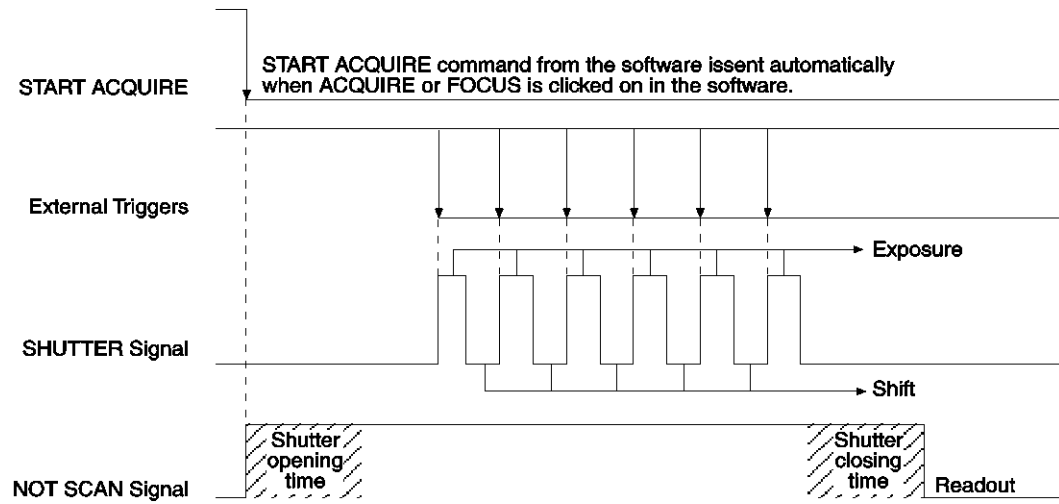 START ACQUIRE
START ACQUIRE command from the software issent automatically
when ACQUIRE or FOCUS is clicked on in the software.
External Triggers
Exposure
SHUTTER Signal
Shift
Shutter
opening
time
Shutter
closing
time
NOT SCAN Signal
Readout